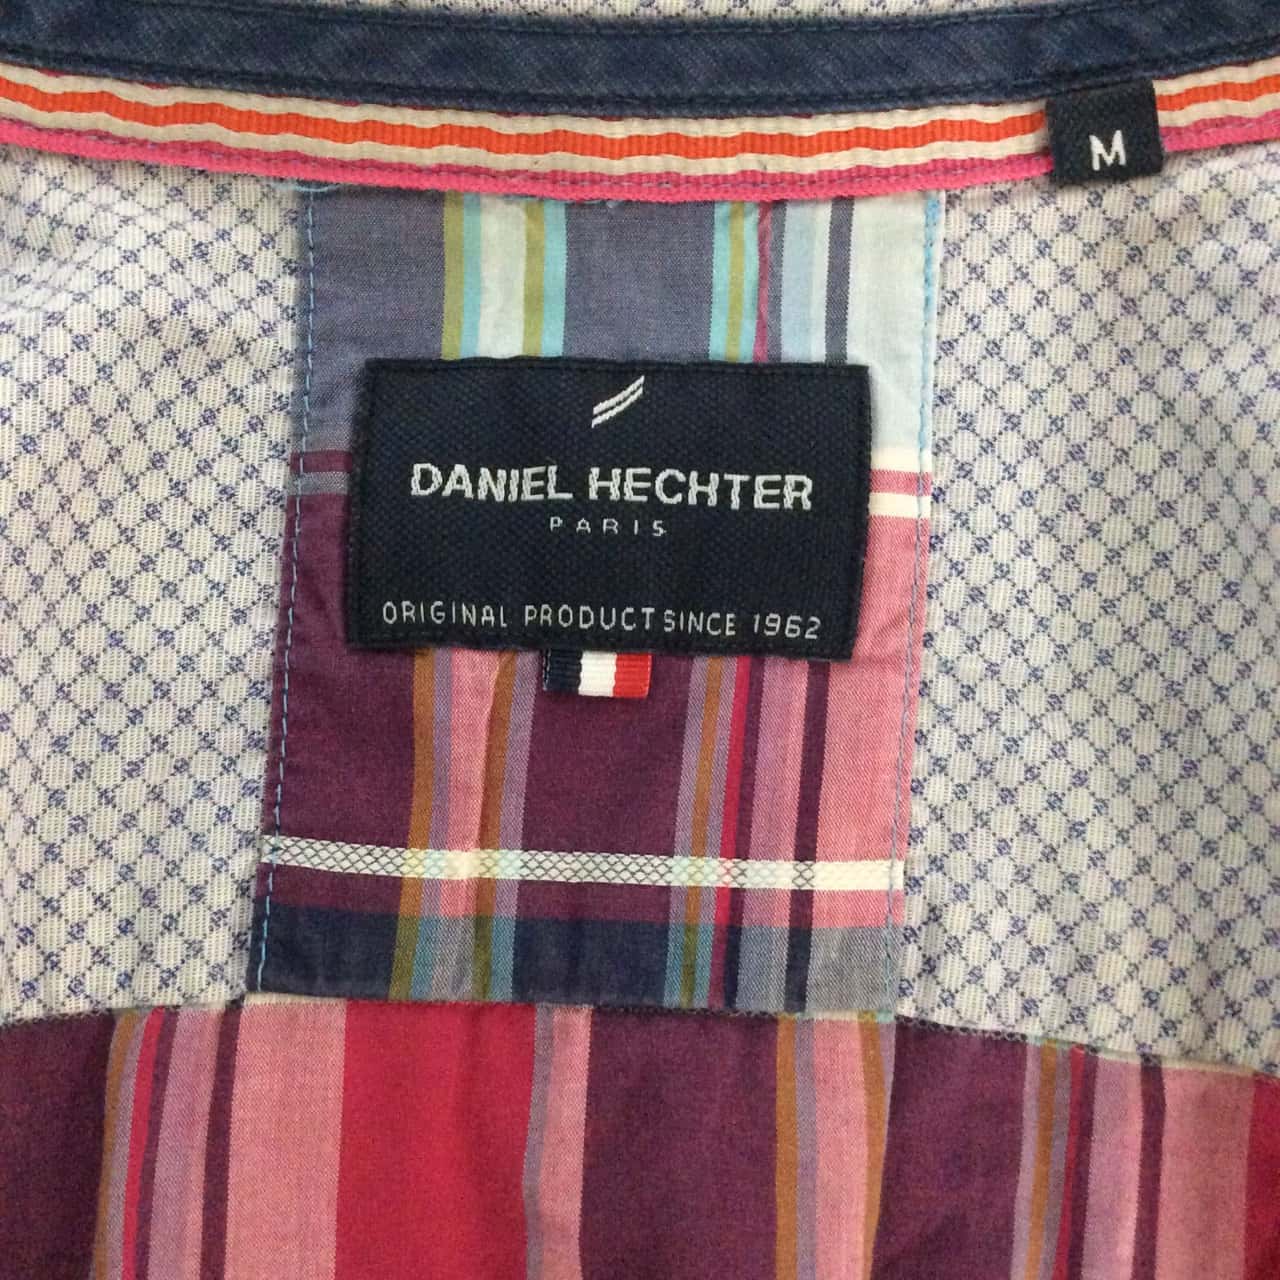 M
DANIEL HECHTER
PARIS
ORIGINAL PRODUCT SINCE 1962